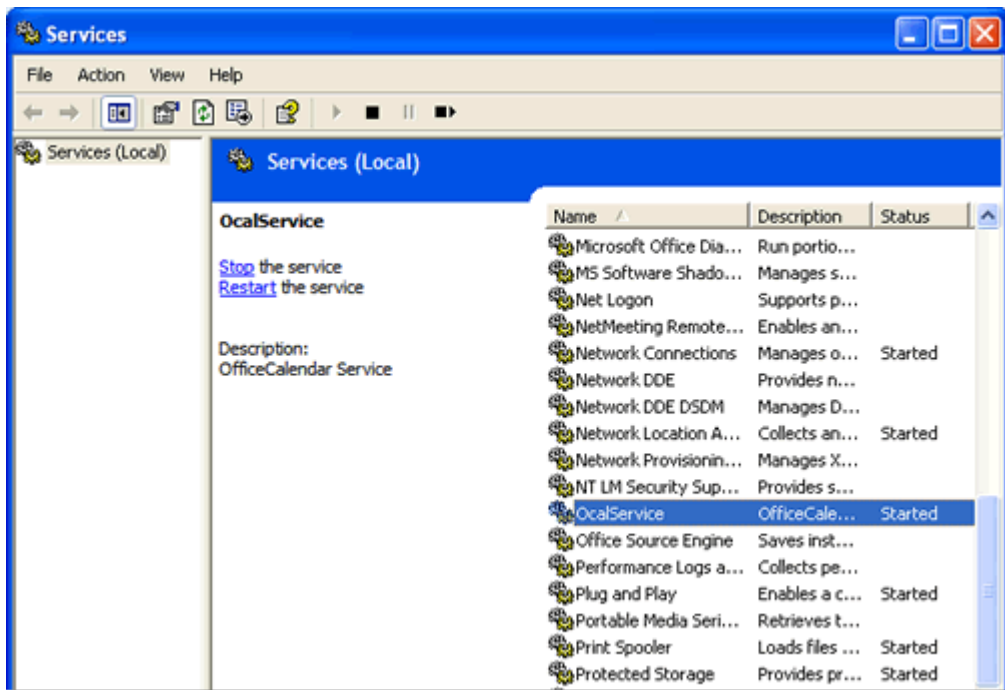 Services
File Action View Help
Services (Local)
Services (Local)
OcalService
Stop the service
Restart the service
Description:
OfficeCalendar Service
Name Description Status
Microsoft Office Dia... Run portio...
MS Software Shado... Manages s...
Net Logon Supports p...
NetMeeting Remote... Enables an...
Network Connections Manages o... Started
Network DDE Provides n...
Network DDE DSDM Manages D...
Network Location A... Collects an... Started
Network Provisionin... Manages X...
NT LM Security Sup... Provides s...
OcalService OfficeCale... Started
Office Source Engine Saves inst...
Performance Logs a... Collects pe...
Plug and Play Enables a c... Started
Portable Media Seri... Retrieves t...
Print Spooler Loads files ... Started
Protected Storage Provides pr... Started